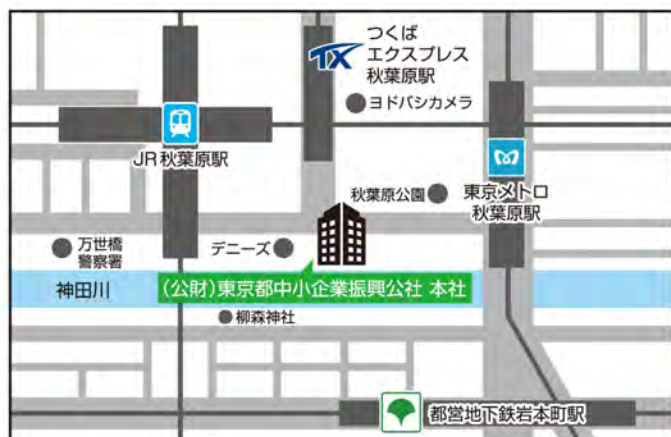 TX
つくば
エクスプレス
秋葉原駅
ヨドバシカメラ
JR秋葉原駅
秋葉原公園
東京メトロ
秋葉原駅
万世橋
警察署
デニーズ
神田川
(公財)東京都中小企業振興公社 本社
柳森神社
都営地下鉄岩本町駅